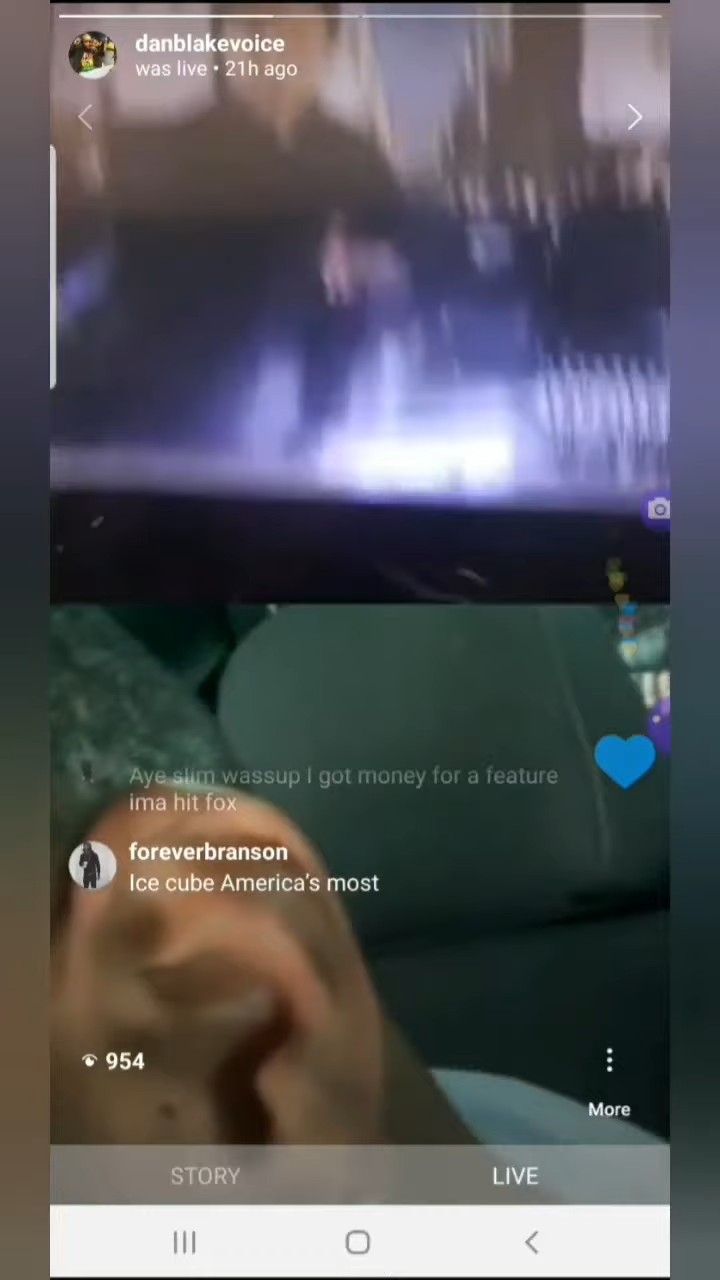 danblakevoice
was live • 21h ago
Aye slim wassup I got money for a feature
ima hit fox
foreverbranson
Ice cube America's most
954
More
STORY
LIVE